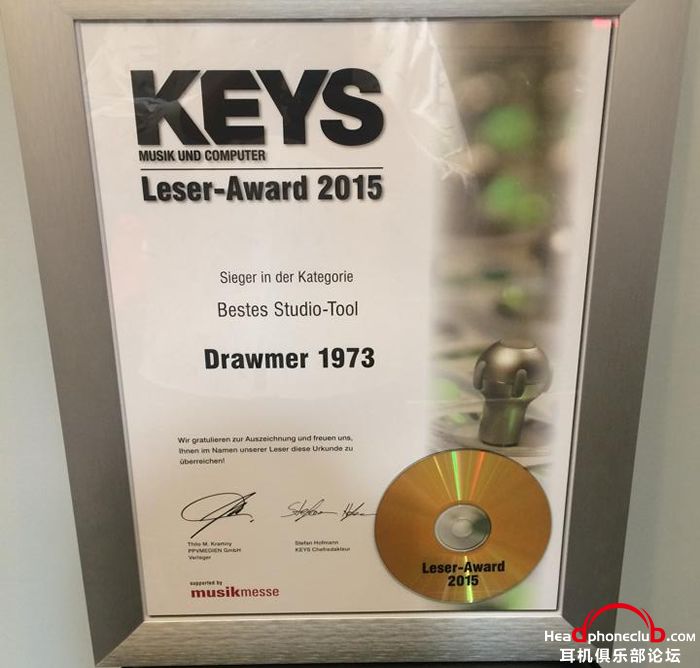 KEYS
MUSIK UND COMPUTER
Leser-Award 2015
Sieger in der Kategorie
Bestes Studio-Tool
Drawmer 1973
Wir gratulieren zur Auszeichnung und freuen uns,
Ihnen im Namen unserer Leser diese Urkunde zu
überreichen!
Théo M. Kramny
PPVMEDIEN GmbH
Verleger
Stefan Hofmann
KEYS Chefredakteur
supported by
musikmesse
Leser-Award
2015
Headphoneclub.com
耳机俱乐部论坛